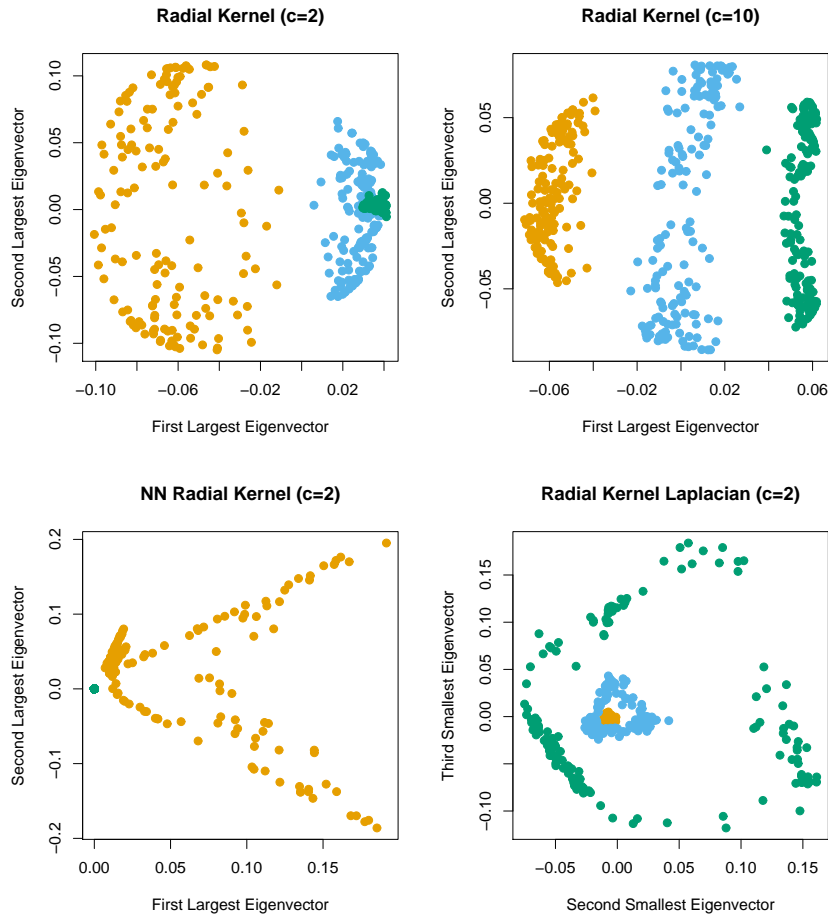 Radial Kernel (c=2)
Second Largest Eigenvector
0.10
0.05
0.00
−0.05
−0.10
−0.10
−0.06
−0.02
0.02
First Largest Eigenvector
Radial Kernel (c=10)
Second Largest Eigenvector
0.05
0.00
−0.05
−0.06
−0.02
0.02
0.06
First Largest Eigenvector
NN Radial Kernel (c=2)
Second Largest Eigenvector
0.2
0.1
0.0
−0.1
−0.2
0.00
0.05
0.10
0.15
First Largest Eigenvector
Radial Kernel Laplacian (c=2)
Third Smallest Eigenvector
0.15
0.10
0.05
0.00
−0.10
−0.05
0.00
0.05
0.10
0.15
Second Smallest Eigenvector